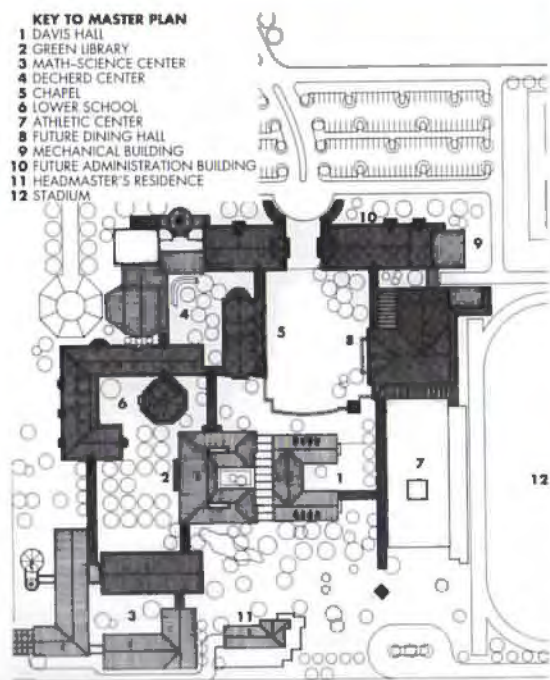 KEY TO MASTER PLAN
1 DAVIS HALL
2 GREEN LIBRARY
3 MATH-SCIENCE CENTER
4 DECHERD CENTER
5 CHAPEL
6 LOWER SCHOOL
7 ATHLETIC CENTER
8 FUTURE DINING HALL
9 MECHANICAL BUILDING
10 FUTURE ADMINISTRATION BUILDING
11 HEADMASTER'S RESIDENCE
12 STADIUM
10
9
4
5
8
6
2
1
7
12
3
11